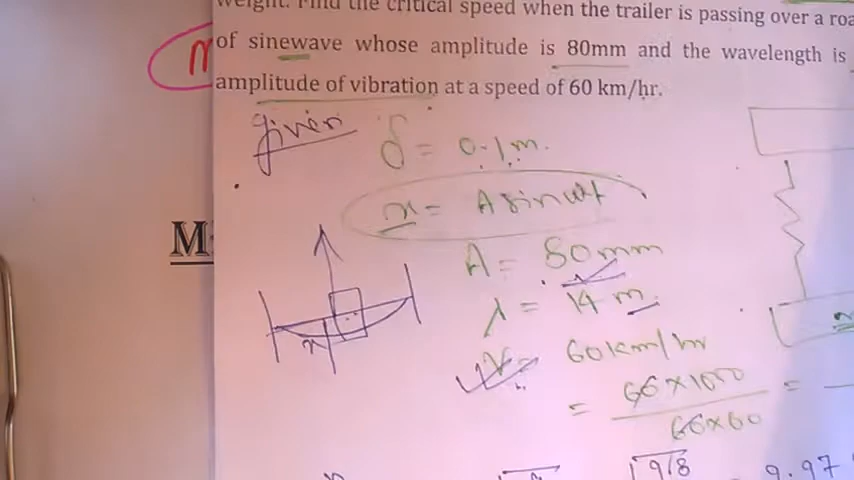 weight. Find the critical speed when the trailer is passing over a roa
of sinewave whose amplitude is 80mm and the wavelength is
amplitude of vibration at a speed of 60 km/hr.
Given
δ = 0.1m.
x = A sin ωt
A = 80mm
λ = 14 m.
V = 60km/hr
= 60×1000 / 60×60 =
M
x
√9.8
9.97